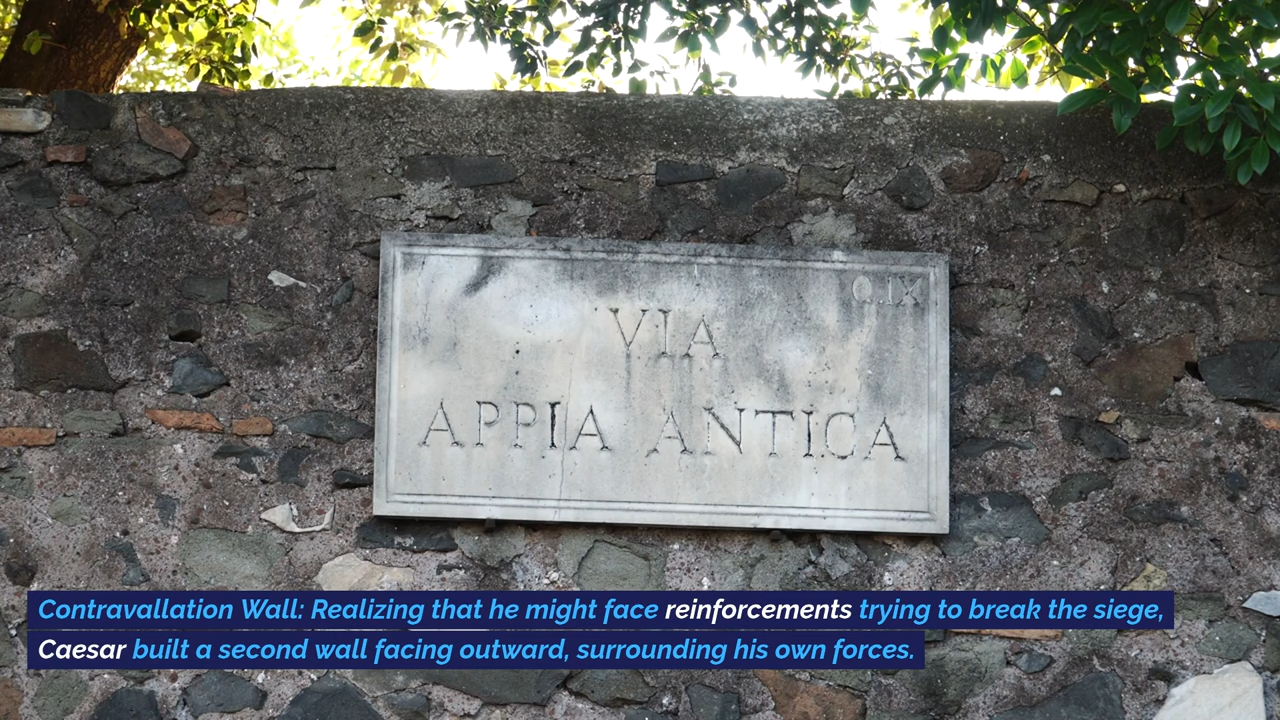 Q.IX
VIA
APPIA ANTICA
Contravallation Wall: Realizing that he might face reinforcements trying to break the siege,
Caesar built a second wall facing outward, surrounding his own forces.